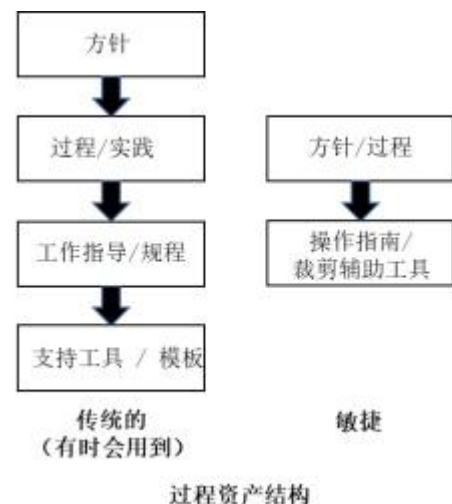 方针
过程/实践
工作指导/规程
支持工具 / 模板
传统的
（有时会用到）
方针/过程
操作指南/
裁剪辅助工具
敏捷
过程资产结构